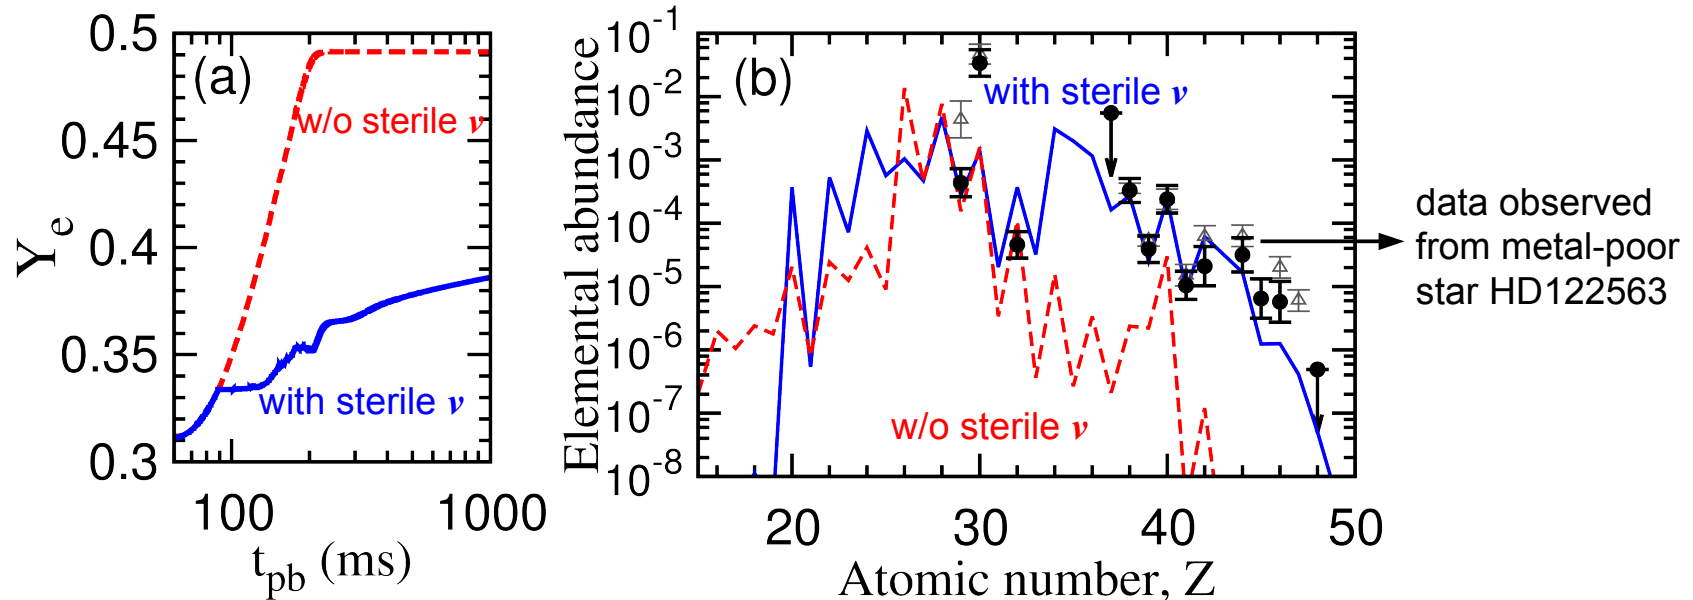 0.5
0.45
0.4
0.35
0.3
Y_e
(a)
w/o sterile ν
with sterile ν
100 1000
t_pb (ms)
Elemental abundance
10^-1
10^-2
10^-3
10^-4
10^-5
10^-6
10^-7
10^-8
(b)
with sterile ν
w/o sterile ν
20 30 40 50
Atomic number, Z
data observed
from metal-poor
star HD122563